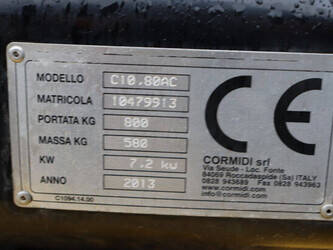 MODELLO C10.80AC
MATRICOLA 10479913
PORTATA KG 800
MASSA KG 580
KW 7.2 kw
ANNO 2013
C1094.14.00
CE
CORMIDI srl
Via Seude - Loc. Fonte
84069 Roccadaspide (Sa) ITALY
0828 943689 Fax 0828 943963
www.cormidi.com
info@cormidi.com